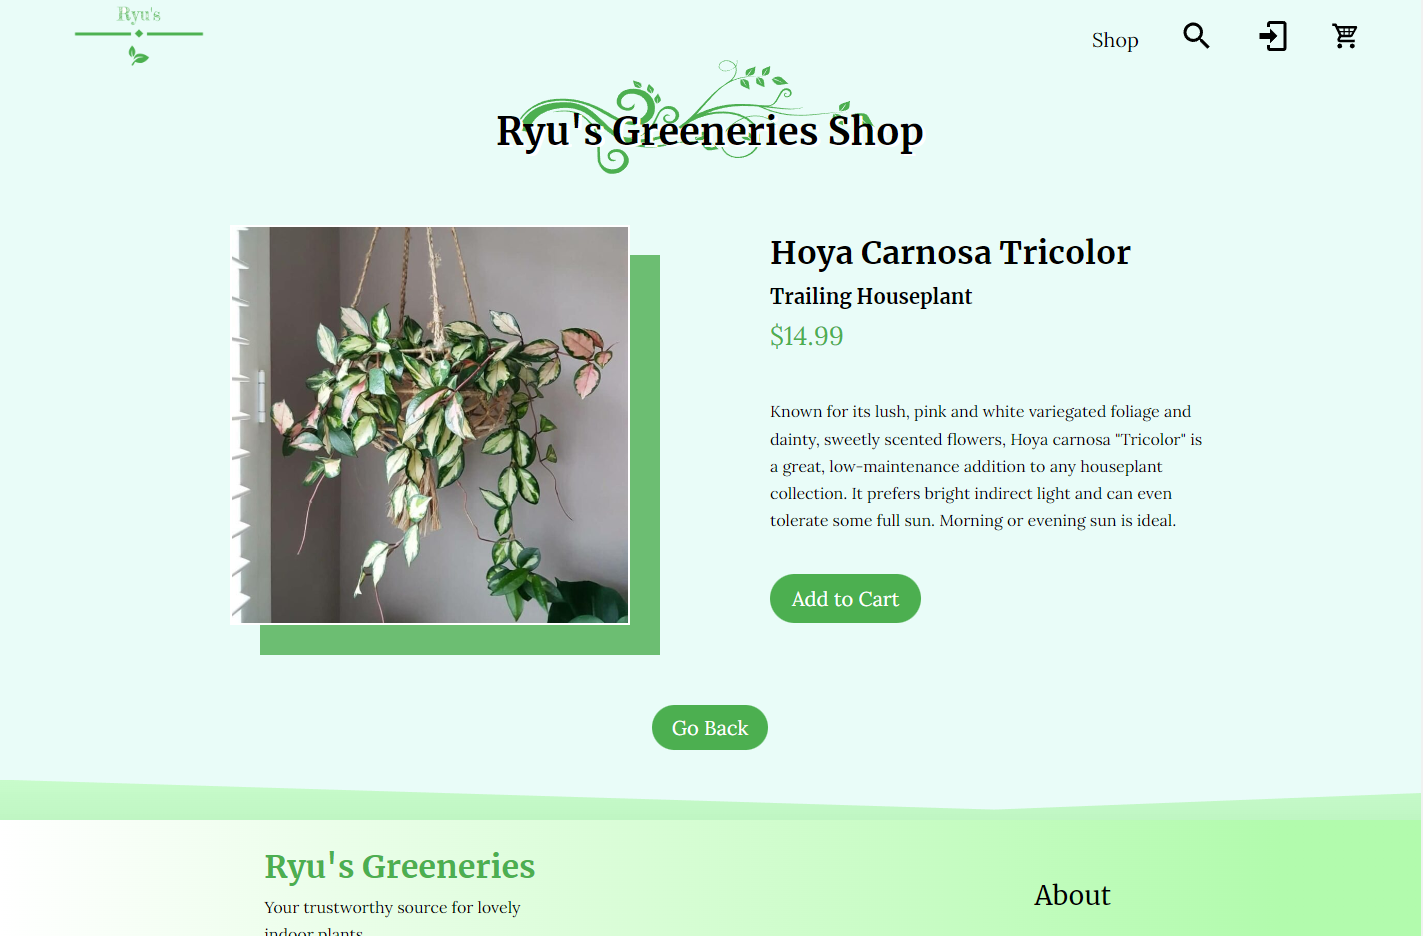 Ryu's
Shop
Ryu's Greeneries Shop
Hoya Carnosa Tricolor
Trailing Houseplant
$14.99
Known for its lush, pink and white variegated foliage and
dainty, sweetly scented flowers, Hoya carnosa "Tricolor" is
a great, low-maintenance addition to any houseplant
collection. It prefers bright indirect light and can even
tolerate some full sun. Morning or evening sun is ideal.
Add to Cart
Go Back
Ryu's Greeneries
Your trustworthy source for lovely
indoor plants
About